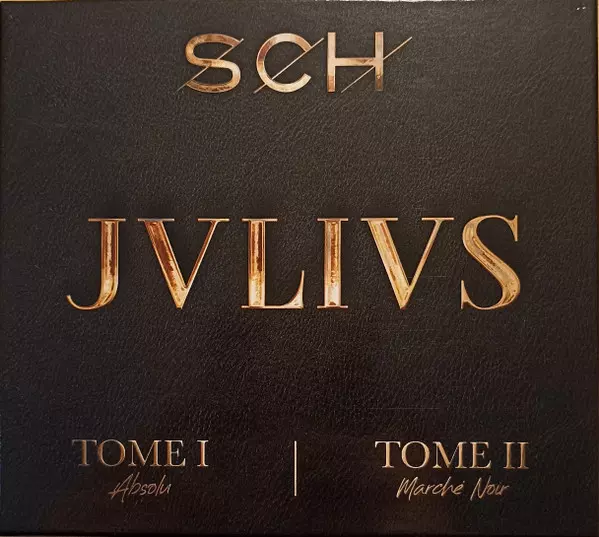 SCH
JVLIVS
TOME I
Absolu
TOME II
Marché Noir